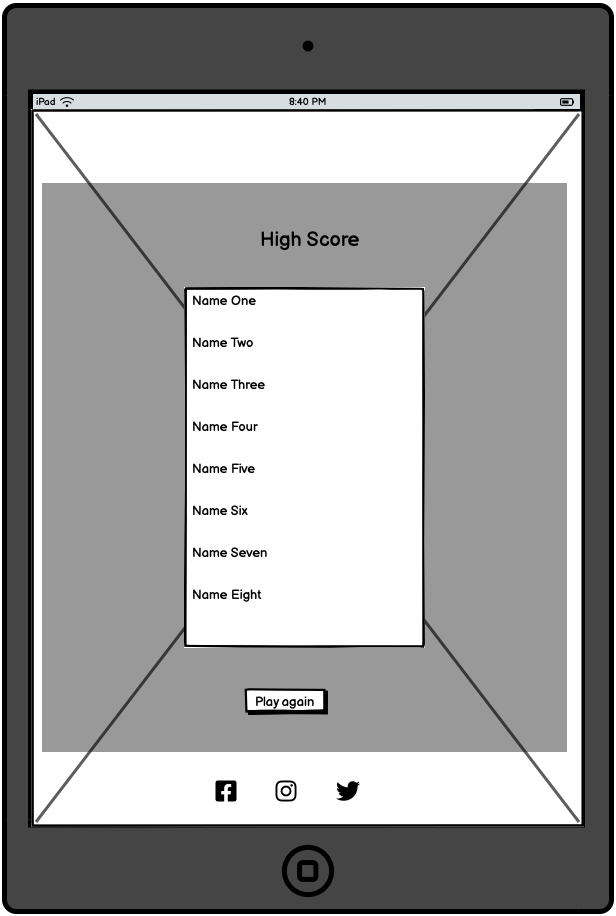 iPad 8:40 PM
High Score
Name One
Name Two
Name Three
Name Four
Name Five
Name Six
Name Seven
Name Eight
Play again